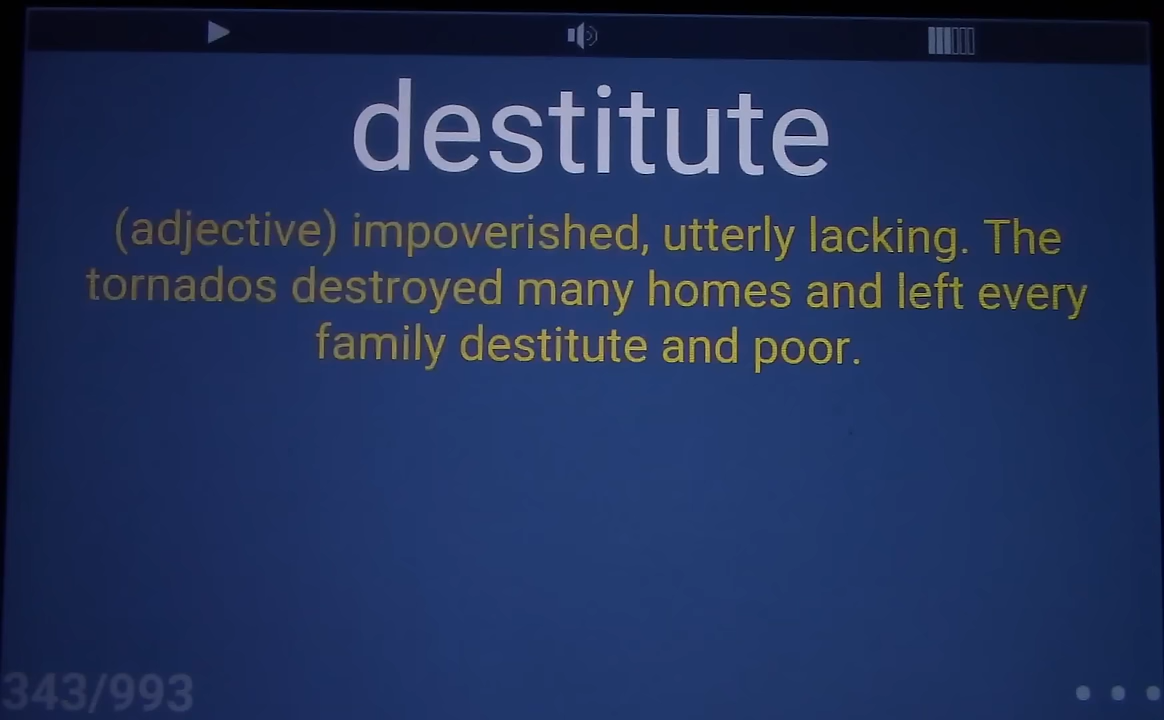 destitute
(adjective) impoverished, utterly lacking. The
tornados destroyed many homes and left every
family destitute and poor.
343/993